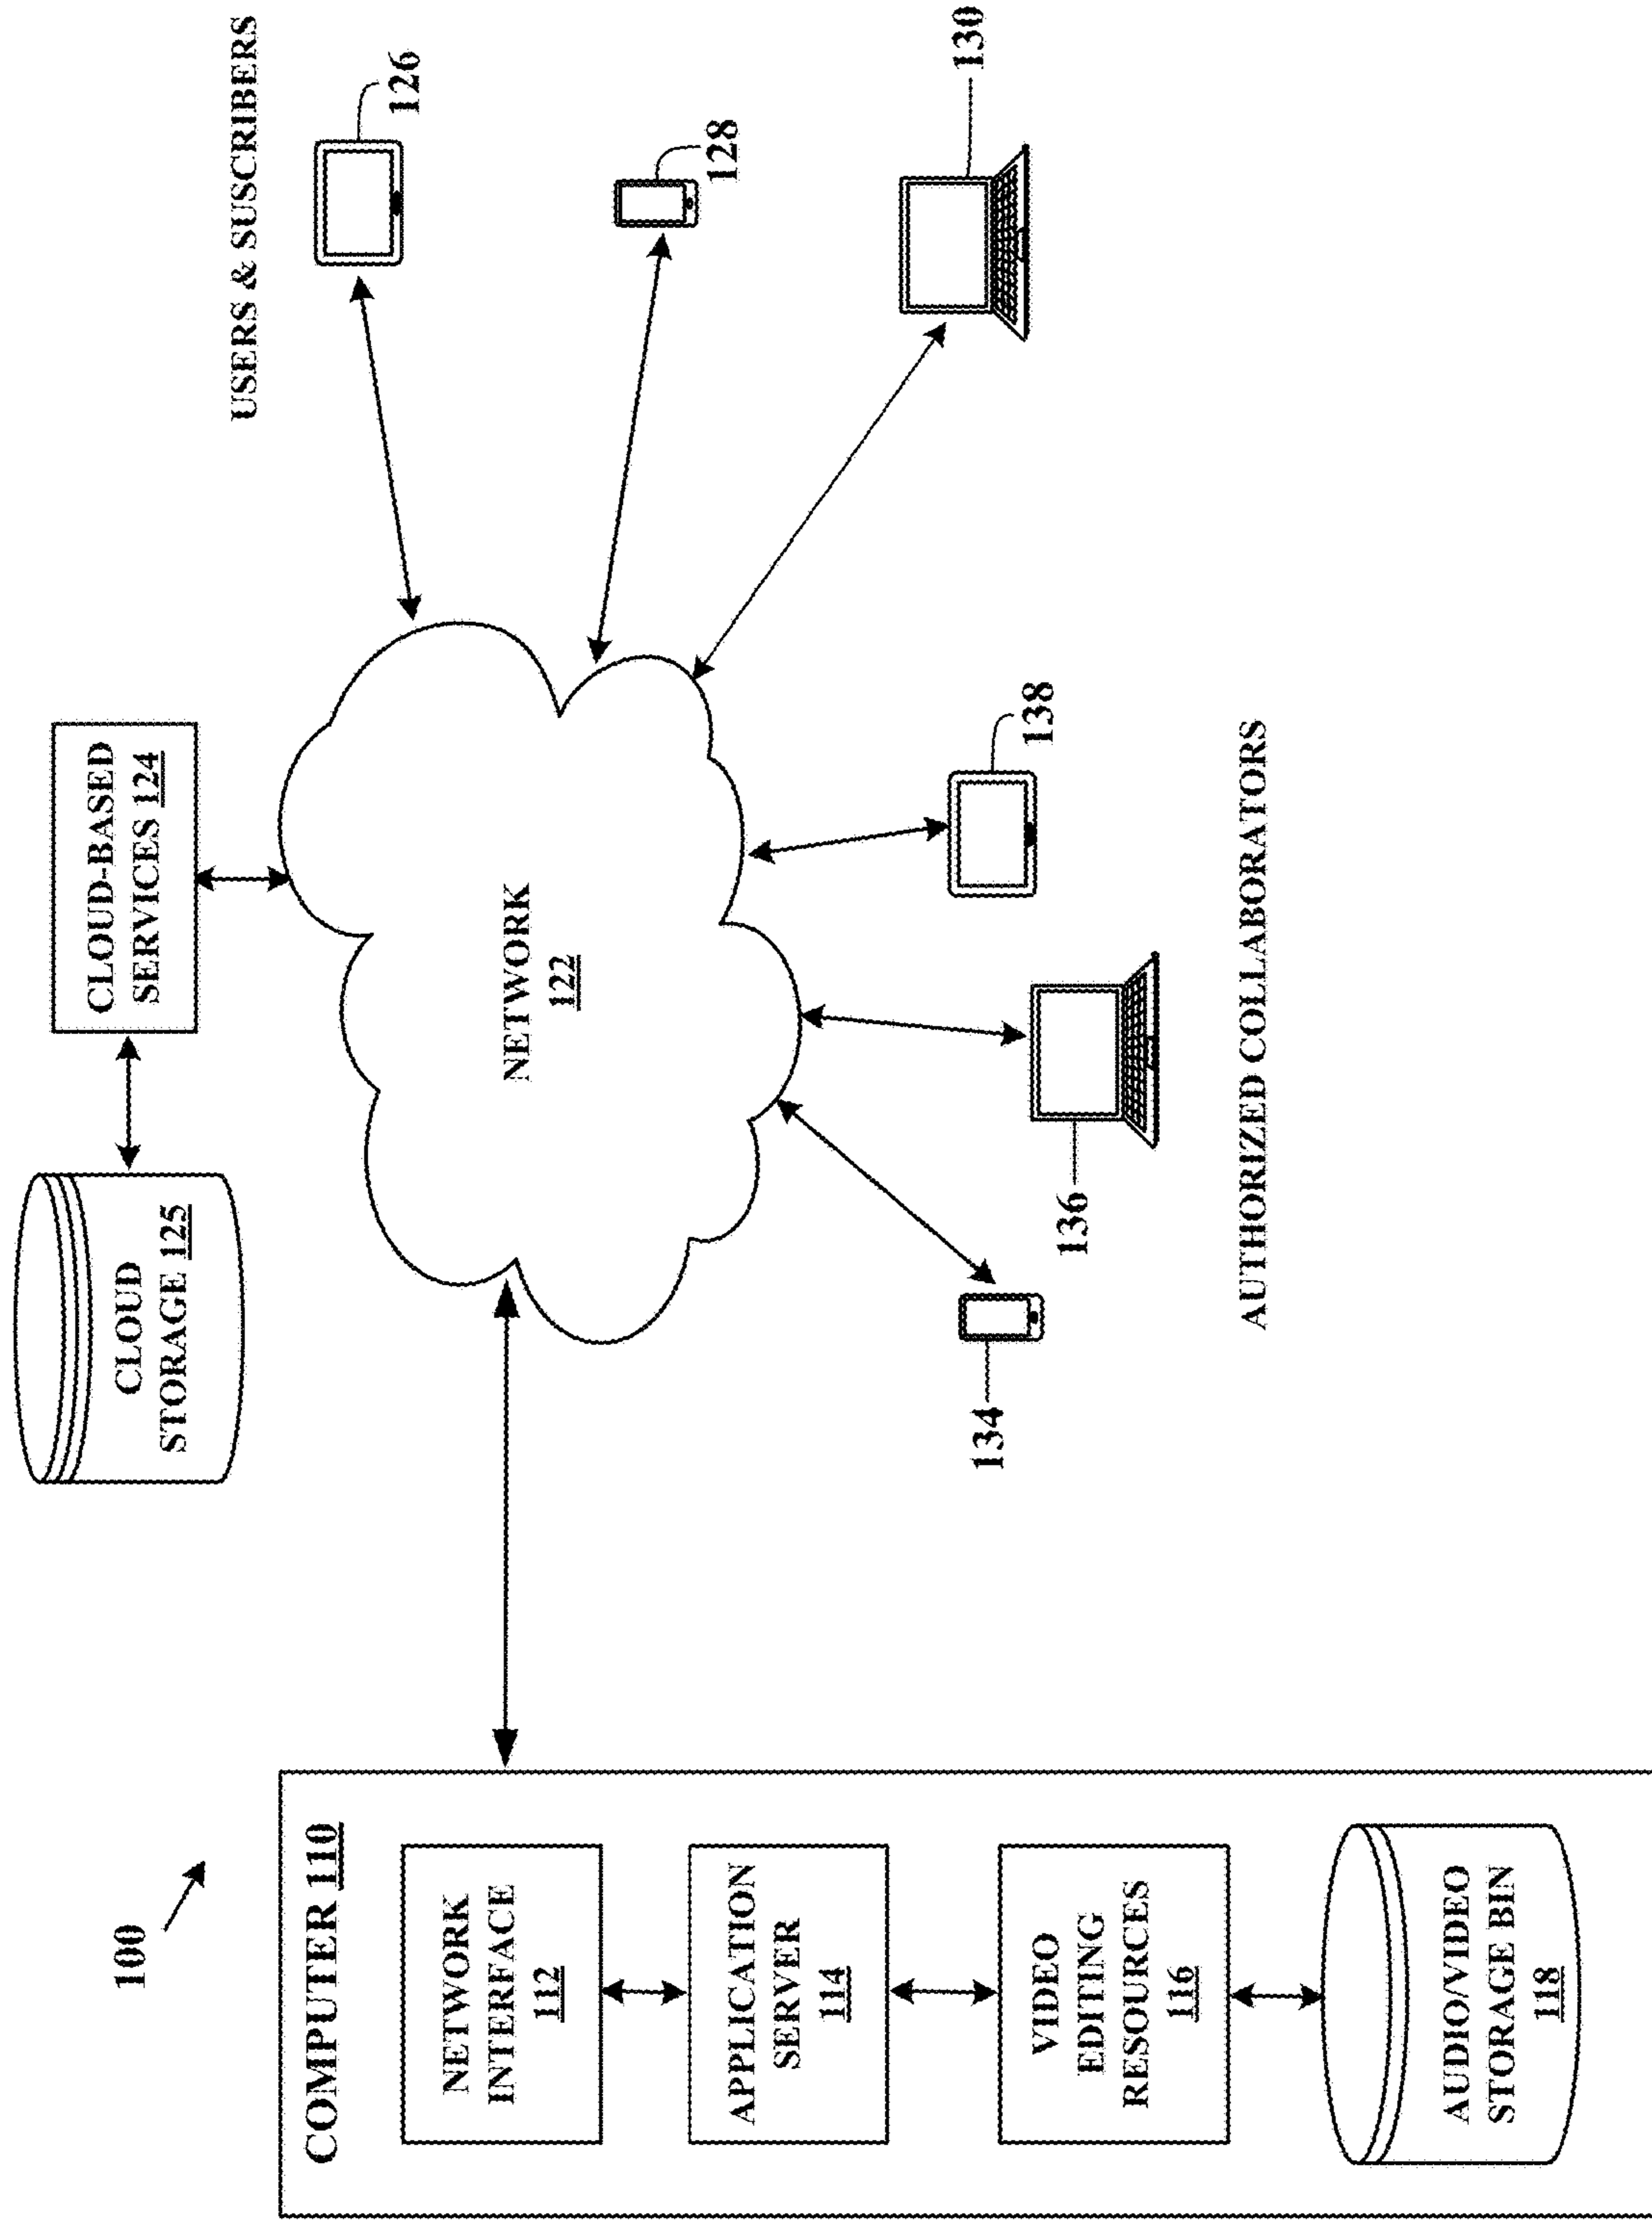 100
COMPUTER 110
NETWORK
INTERFACE
112
APPLICATION
SERVER
114
VIDEO
EDITING
RESOURCES
116
AUDIO/VIDEO
STORAGE BIN
118
CLOUD
STORAGE 125
CLOUD-BASED
SERVICES 124
NETWORK
122
USERS & SUSCRIBERS
126
128
130
134
136
138
AUTHORIZED COLLABORATORS